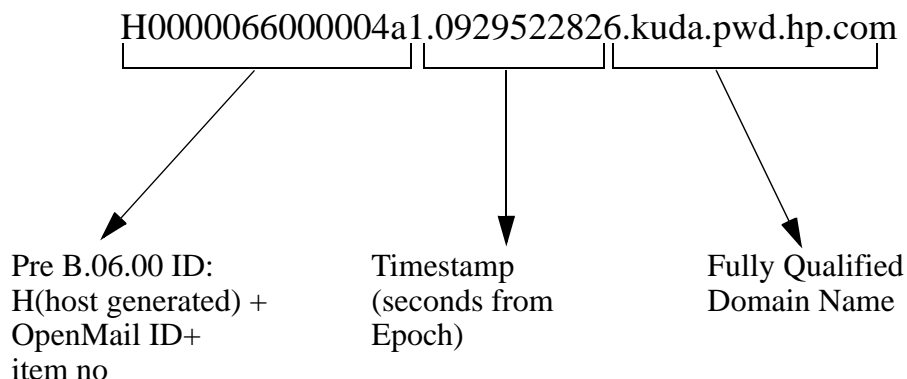 H0000066000004a1.0929522826.kuda.pwd.hp.com
Pre B.06.00 ID:
H(host generated) +
OpenMail ID+
item no
Timestamp
(seconds from
Epoch)
Fully Qualified
Domain Name